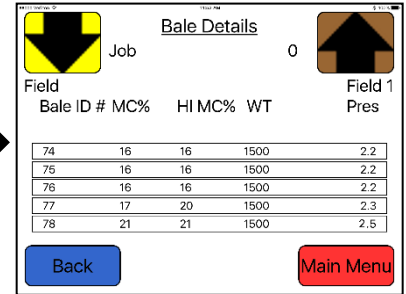 Bale Details
Job 0
Field Field 1
Bale ID # MC% HI MC% WT Pres
74 16 16 1500 2.2
75 16 16 1500 2.2
76 16 16 1500 2.2
77 17 20 1500 2.3
78 21 21 1500 2.5
Back Main Menu